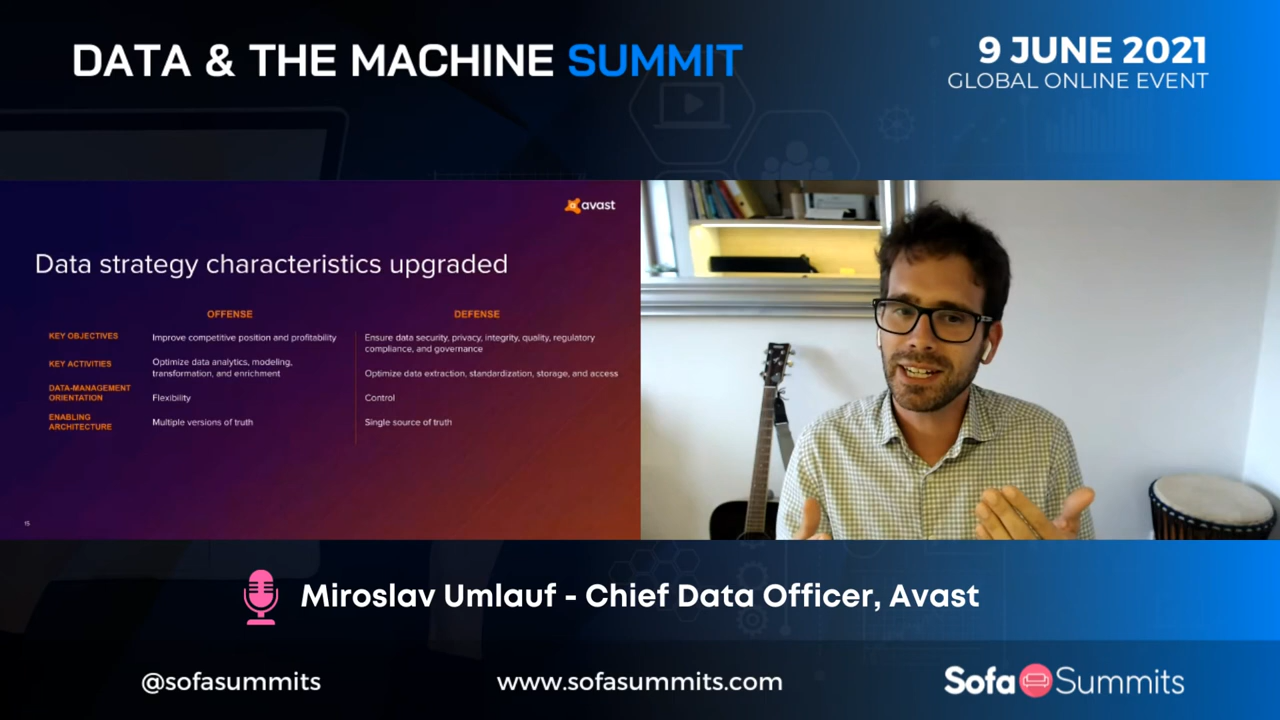 DATA & THE MACHINE SUMMIT
9 JUNE 2021
GLOBAL ONLINE EVENT
avast
Data strategy characteristics upgraded
OFFENSE
DEFENSE
KEY OBJECTIVES
Improve competitive position and profitability
Ensure data security, privacy, integrity, quality, regulatory
compliance, and governance
KEY ACTIVITIES
Optimize data analytics, modeling,
transformation, and enrichment
Optimize data extraction, standardization, storage, and access
DATA-MANAGEMENT
ORIENTATION
Flexibility
Control
ENABLING
ARCHITECTURE
Multiple versions of truth
Single source of truth
15
Miroslav Umlauf - Chief Data Officer, Avast
@sofasummits
www.sofasummits.com
Sofa Summits